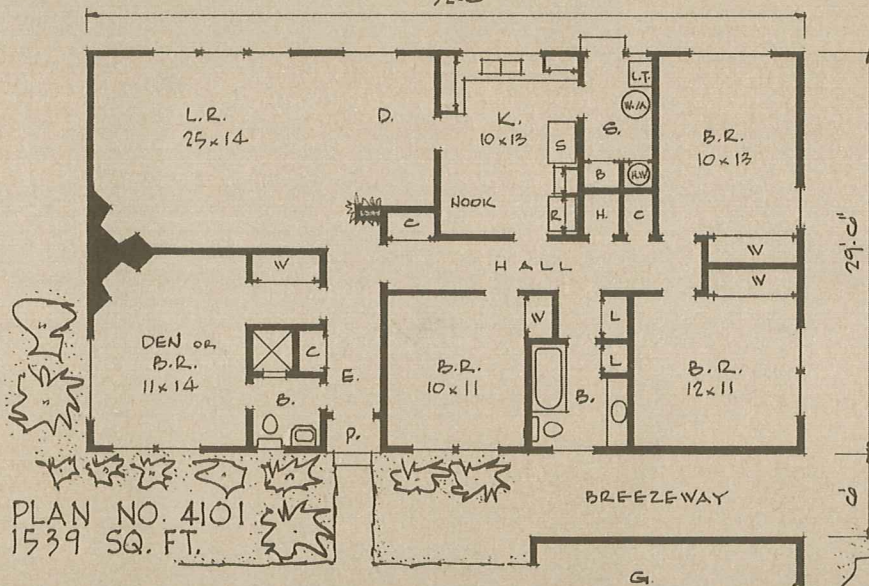 L.R.
25x14
D.
K.
10x13
NOOK
S
R
S.
L.T.
W./A
B
H.W
H.
C
B.R.
10x13
C
W
W
HALL
29'-0"
W
DEN OR
B.R.
11x14
C
B.
E.
P.
B.R.
10x11
W
L
L
B.
B.R.
12x11
BREEZEWAY
G.
PLAN NO. 4101
1539 SQ. FT.